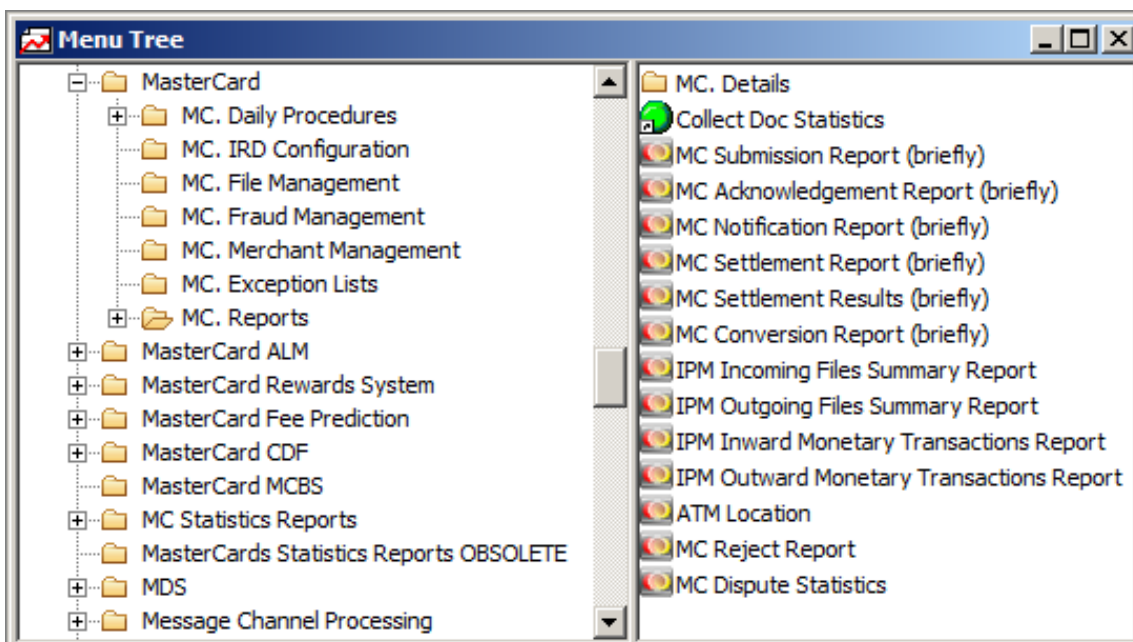 Menu Tree
MasterCard
MC. Daily Procedures
MC. IRD Configuration
MC. File Management
MC. Fraud Management
MC. Merchant Management
MC. Exception Lists
MC. Reports
MasterCard ALM
MasterCard Rewards System
MasterCard Fee Prediction
MasterCard CDF
MasterCard MCBS
MC Statistics Reports
MasterCards Statistics Reports OBSOLETE
MDS
Message Channel Processing
MC. Details
Collect Doc Statistics
MC Submission Report (briefly)
MC Acknowledgement Report (briefly)
MC Notification Report (briefly)
MC Settlement Report (briefly)
MC Settlement Results (briefly)
MC Conversion Report (briefly)
IPM Incoming Files Summary Report
IPM Outgoing Files Summary Report
IPM Inward Monetary Transactions Report
IPM Outward Monetary Transactions Report
ATM Location
MC Reject Report
MC Dispute Statistics